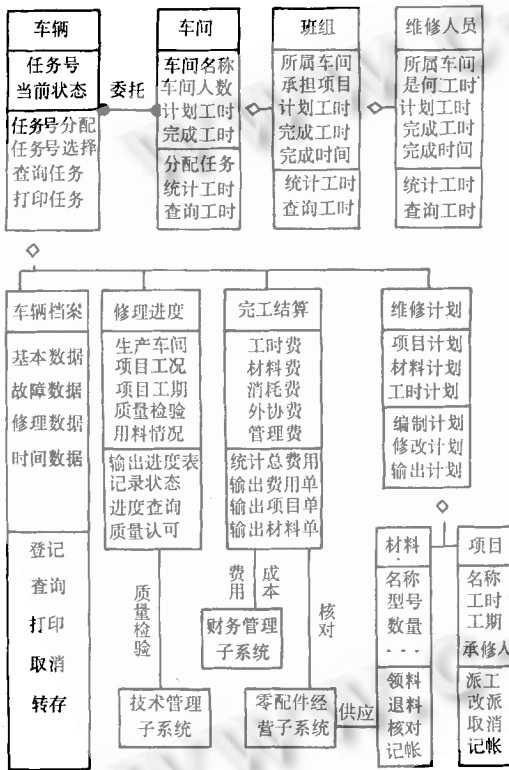 车辆
任务号
当前状态
任务号分配
任务号选择
查询任务
打印任务
委托
车间
车间名称
车间人数
计划工时
完成工时
分配任务
统计工时
查询工时
班组
所属车间
承担项目
计划工时
完成工时
完成时间
统计工时
查询工时
维修人员
所属车间
是何工时
计划工时
完成工时
完成时间
统计工时
查询工时
车辆档案
基本数据
故障数据
修理数据
时间数据
登记
查询
打印
取消
转存
修理进度
生产车间
项目工况
项目工期
质量检验
用料情况
输出进度表
记录状态
进度查询
质量认可
完工结算
工时费
材料费
消耗费
外协费
管理费
统计总费用
输出费用单
输出项目单
输出材料单
维修计划
项目计划
材料计划
工时计划
编制计划
修改计划
输出计划
质量检验
费用
成本
核对
财务管理
子系统
技术管理
子系统
零配件经
营子系统
供应
材料
名称
型号
数量
...
领料
退料
核对
记帐
项目
名称
工时
工期
承修人
派工
改派
取消
记帐